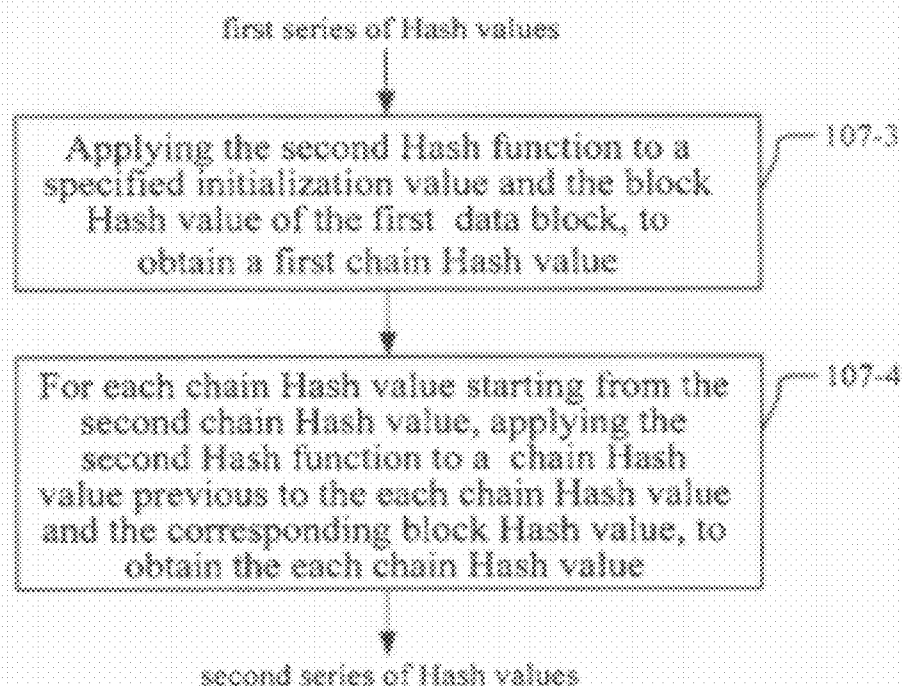 first series of Hash values
Applying the second Hash function to a
specified initialization value and the block
Hash value of the first data block, to
obtain a first chain Hash value
107-3
For each chain Hash value starting from the
second chain Hash value, applying the
second Hash function to a chain Hash
value previous to the each chain Hash value
and the corresponding block Hash value, to
obtain the each chain Hash value
107-4
second series of Hash values